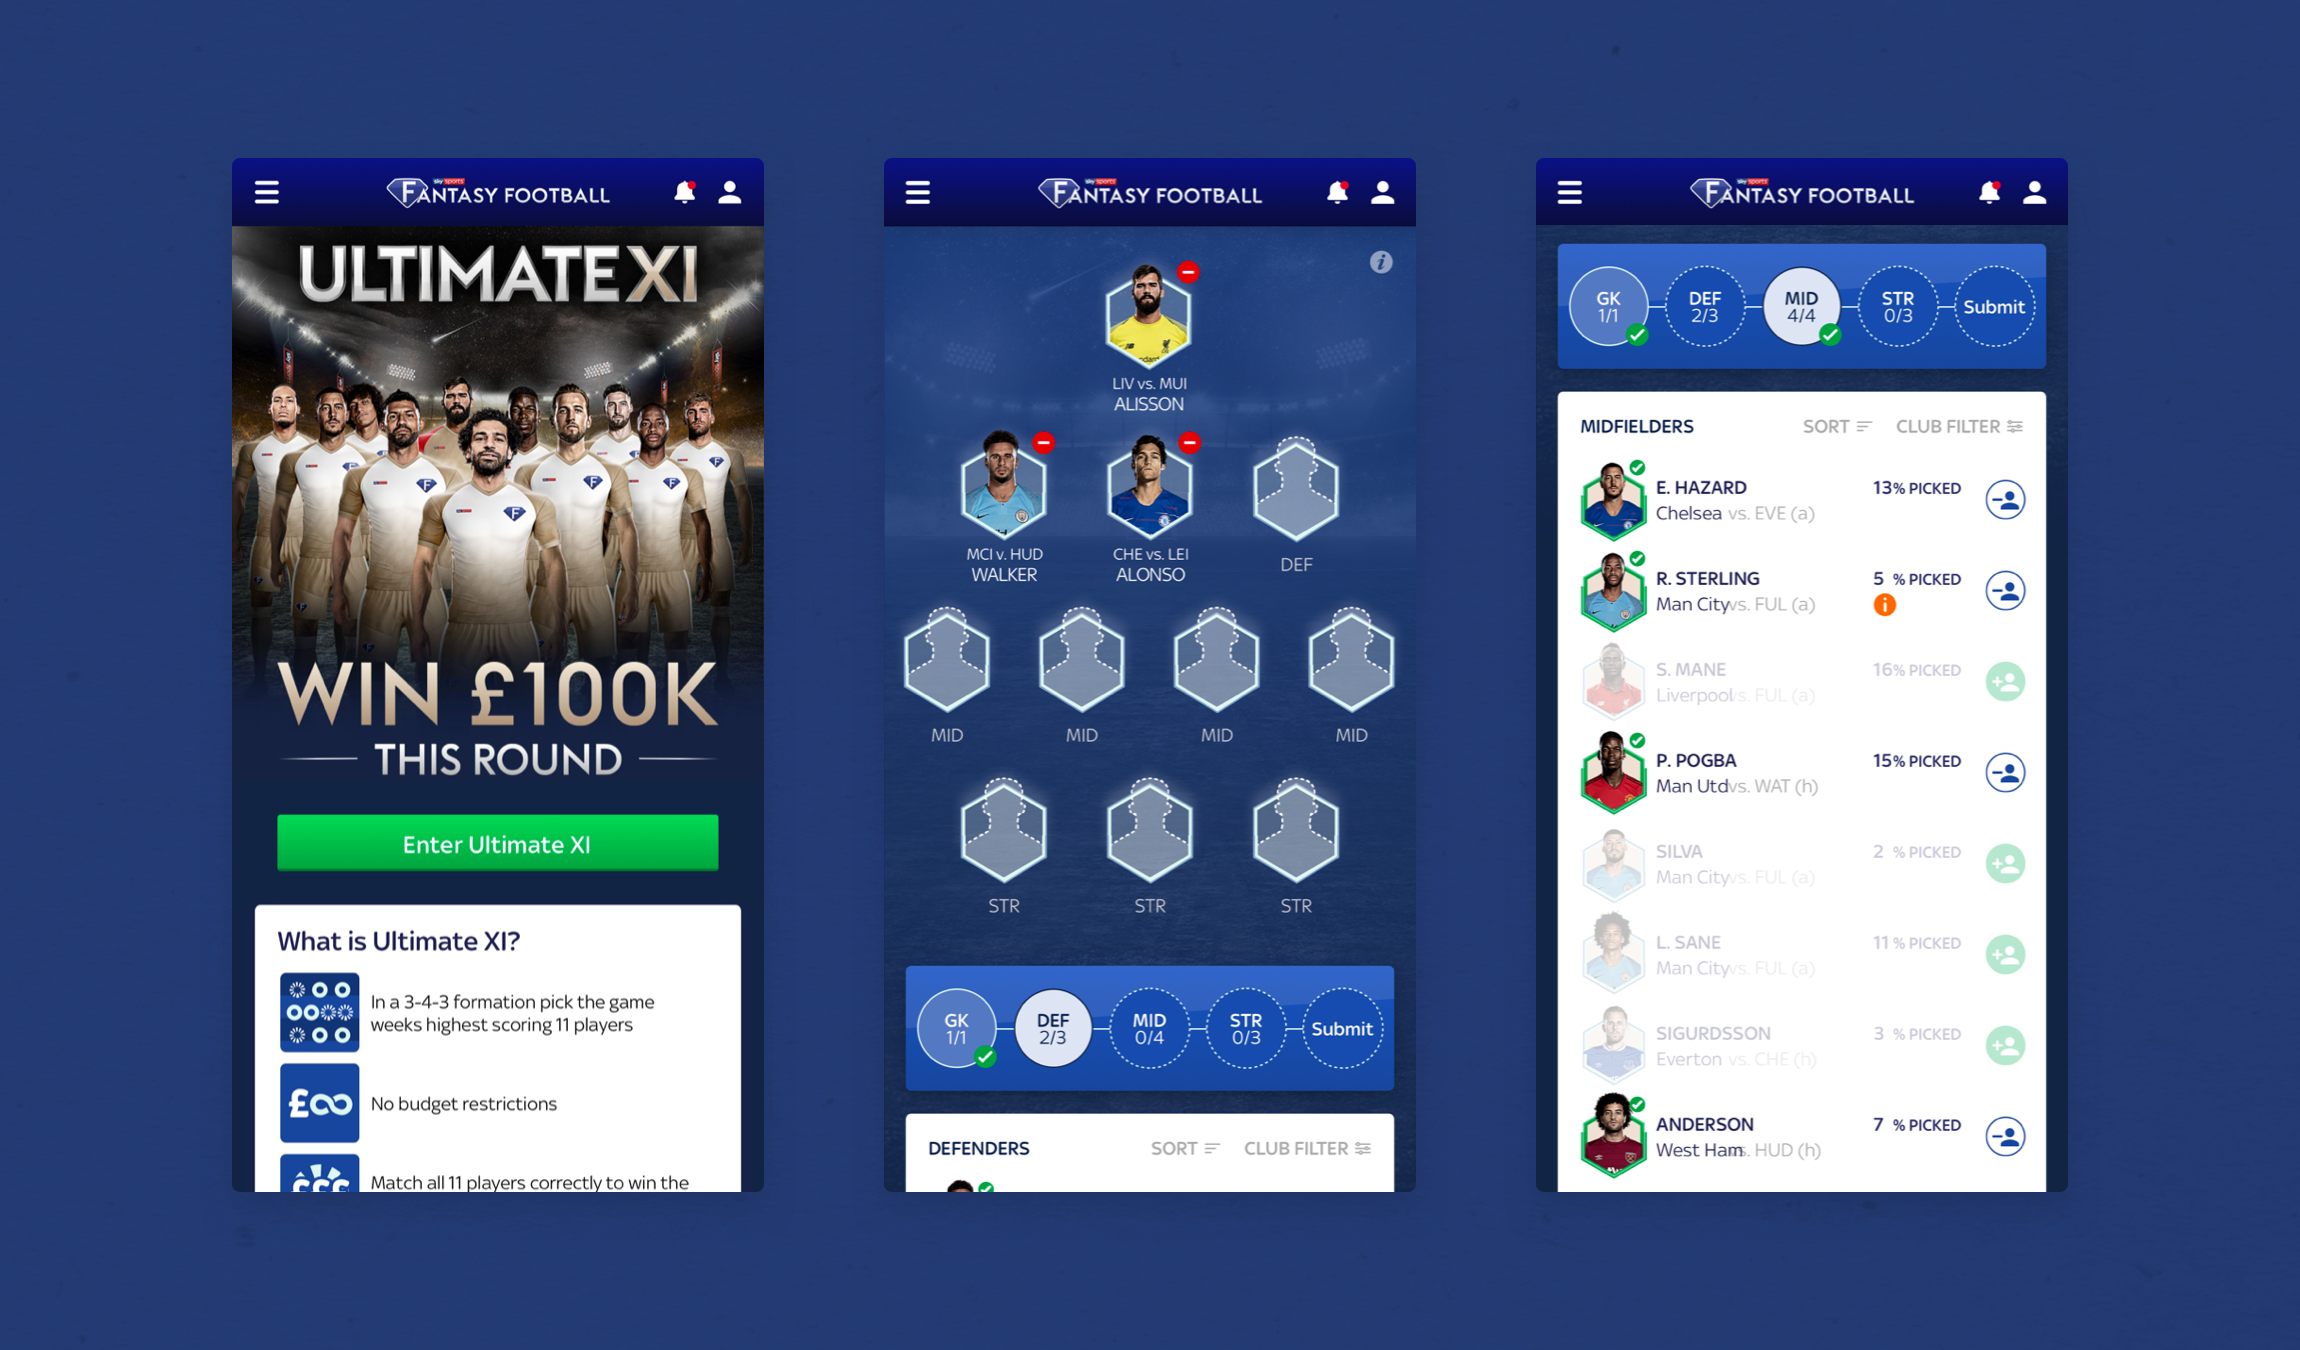 sky sports
FANTASY FOOTBALL
ULTIMATE XI
WIN £100K
THIS ROUND
Enter Ultimate XI
What is Ultimate XI?
In a 3-4-3 formation pick the game
weeks highest scoring 11 players
£∞
No budget restrictions
£££
Match all 11 players correctly to win the
sky sports
FANTASY FOOTBALL
i
LIV vs. MUI
ALISSON
MCI v. HUD
WALKER
CHE vs. LEI
ALONSO
DEF
MID
MID
MID
MID
STR
STR
STR
GK
1/1
DEF
2/3
MID
0/4
STR
0/3
Submit
DEFENDERS SORT CLUB FILTER
sky sports
FANTASY FOOTBALL
GK
1/1
DEF
2/3
MID
4/4
STR
0/3
Submit
MIDFIELDERS SORT CLUB FILTER
E. HAZARD 13% PICKED
Chelsea vs. EVE (a)
R. STERLING 5 % PICKED
Man City vs. FUL (a) i
S. MANE 16% PICKED
Liverpool vs. FUL (a)
P. POGBA 15% PICKED
Man Utd vs. WAT (h)
SILVA 2 % PICKED
Man City vs. FUL (a)
L. SANE 11 % PICKED
Man City vs. FUL (a)
SIGURDSSON 3 % PICKED
Everton vs. CHE (h)
ANDERSON 7 % PICKED
West Ham vs. HUD (h)